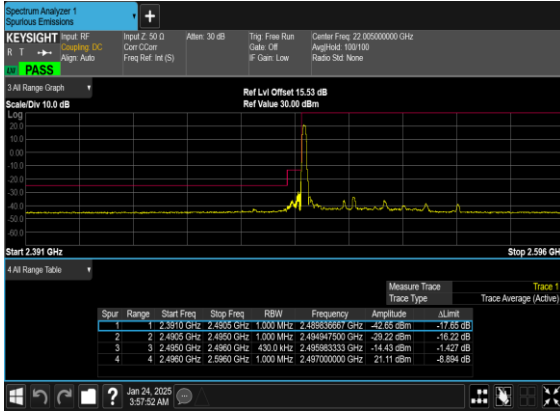 Spectrum Analyzer 1
Spurious Emissions
+
KEYSIGHT Input: RF Input Z: 50 Ω Atten: 30 dB Trig: Free Run Center Freq: 22.005000000 GHz
R T Coupling: DC Corr CCorr Gate: Off Avg|Hold: 100/100
Align: Auto Freq Ref: Int (S) IF Gain: Low Radio Std: None
PASS
3 All Range Graph
Ref Lvl Offset 15.53 dB
Scale/Div 10.0 dB Ref Value 30.00 dBm
Log
20.0
10.0
0.00
-10.0
-20.0
-30.0
-40.0
-50.0
-60.0
Start 2.391 GHz Stop 2.596 GH
4 All Range Table
Measure Trace Trace 1
Trace Type Trace Average (Active)
Spur Range Start Freq Stop Freq RBW Frequency Amplitude ΔLimit
1 1 2.3910 GHz 2.4905 GHz 1.000 MHz 2.489836667 GHz -42.65 dBm -17.65 dB
2 2 2.4905 GHz 2.4950 GHz 1.000 MHz 2.494947500 GHz -29.22 dBm -16.22 dB
3 3 2.4950 GHz 2.4960 GHz 430.0 kHz 2.495983333 GHz -14.43 dBm -1.427 dB
4 4 2.4960 GHz 2.5960 GHz 1.000 MHz 2.497000000 GHz 21.11 dBm -8.894 dB
?
Jan 24, 2025
3:57:52 AM